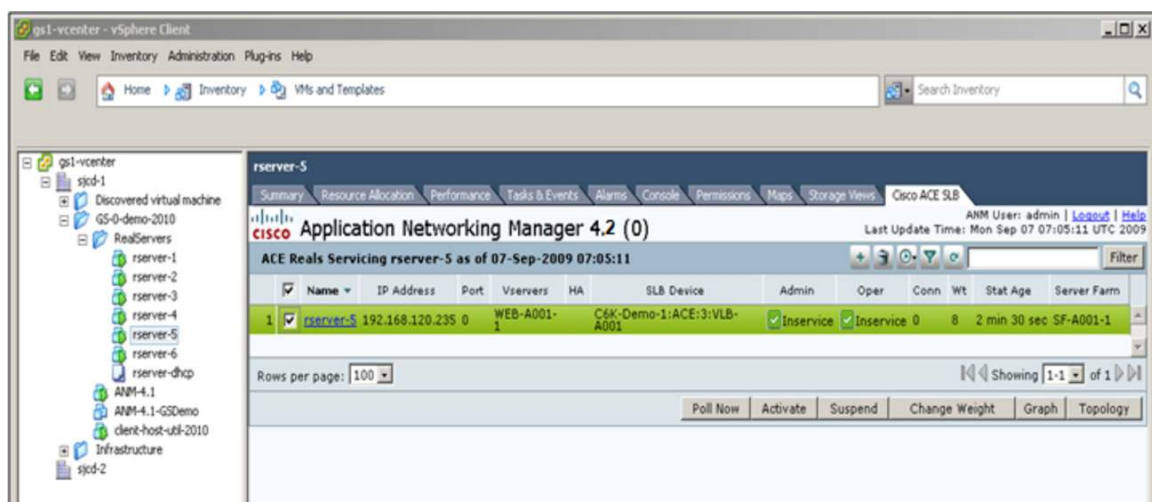 gs1-vcenter - vSphere Client
File Edit View Inventory Administration Plug-ins Help
Home Inventory VMs and Templates
Search Inventory
gs1-vcenter
sjcd-1
Discovered virtual machine
GS-0-demo-2010
RealServers
rserver-1
rserver-2
rserver-3
rserver-4
rserver-5
rserver-6
rserver-dhcp
ANM-4.1
ANM-4.1-GSDemo
client-host-util-2010
Infrastructure
sjcd-2
rserver-5
Summary Resource Allocation Performance Tasks & Events Alarms Console Permissions Maps Storage Views Cisco ACE SLB
CISCO Application Networking Manager 4.2 (0)
ANM User: admin | Logout | Help
Last Update Time: Mon Sep 07 07:05:11 UTC 2009
ACE Reals Servicing rserver-5 as of 07-Sep-2009 07:05:11
Filter
Name IP Address Port Vservers HA SLB Device Admin Oper Conn Wt Stat Age Server Farm
1 rserver-5 192.168.120.235 0 WEB-A001-1 C6K-Demo-1:ACE:3:VLB-A001 Inservice Inservice 0 8 2 min 30 sec SF-A001-1
Rows per page: 100
Showing 1-1 of 1
Poll Now Activate Suspend Change Weight Graph Topology